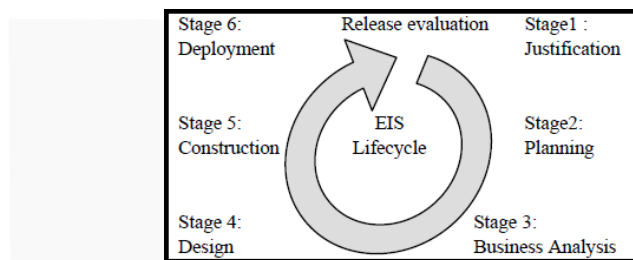 Stage 6:
Deployment
Release evaluation
Stage1 :
Justification
Stage 5:
Construction
EIS
Lifecycle
Stage2:
Planning
Stage 4:
Design
Stage 3:
Business Analysis